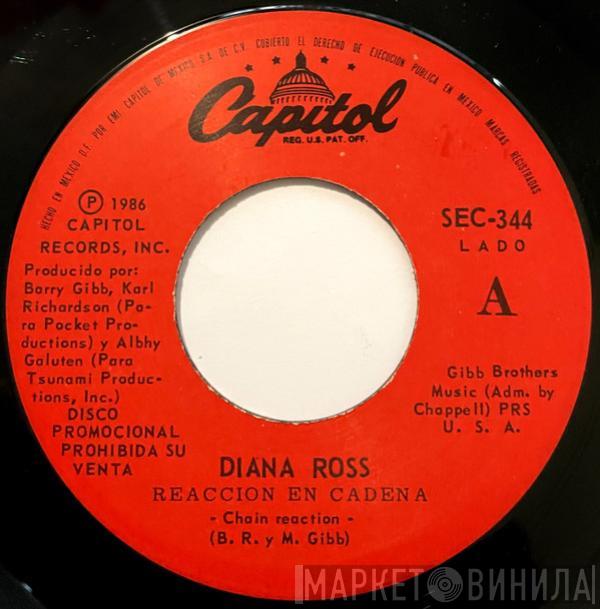 HECHO EN MEXICO D.F. POR EMI CAPITOL DE MEXICO S.A. DE C.V. CUBIERTO EL DERECHO DE EJECUCION PUBLICA EN MEXICO MARCAS REGISTRADAS
Capitol
REG. U.S. PAT. OFF.
Ⓟ 1986
CAPITOL
RECORDS, INC.
Producido por:
Barry Gibb, Karl
Richardson (Pa-
ra Pocket Pro-
ductions) y Albhy
Galuten (Para
Tsunami Produc-
tions, Inc.)
DISCO
PROMOCIONAL
PROHIBIDA SU
VENTA
SEC-344
LADO
A
Gibb Brothers
Music (Adm. by
Chappell) PRS
U. S. A.
DIANA ROSS
REACCION EN CADENA
- Chain reaction -
(B. R. y M. Gibb)
МАРКЕТ ВИНИЛА